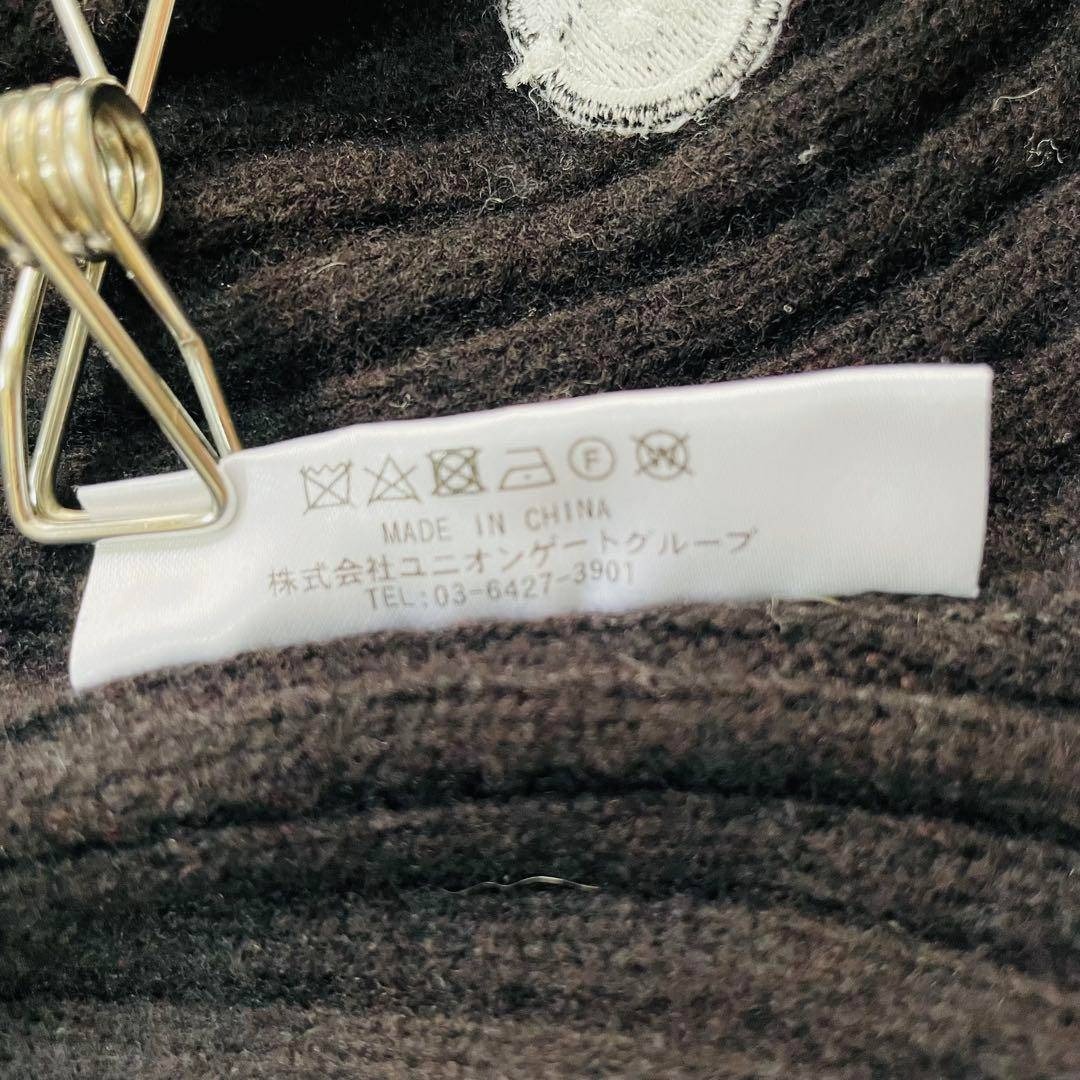 F W
MADE IN CHINA
株式会社ユニオンゲートグループ
TEL:03-6427-3901